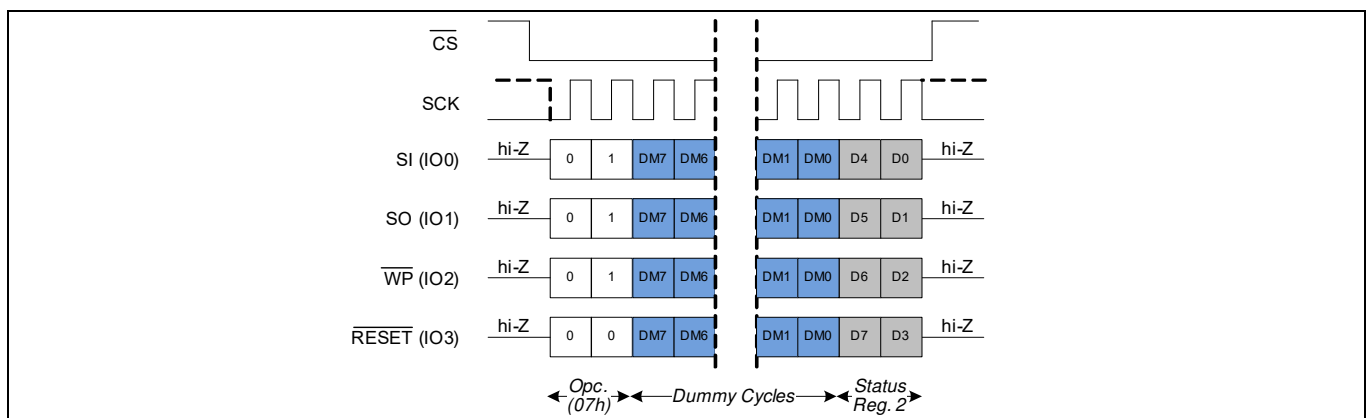 CS
SCK
SI (IO0) hi-Z 0 1 DM7 DM6 DM1 DM0 D4 D0 hi-Z
SO (IO1) hi-Z 0 1 DM7 DM6 DM1 DM0 D5 D1 hi-Z
WP (IO2) hi-Z 0 1 DM7 DM6 DM1 DM0 D6 D2 hi-Z
RESET (IO3) hi-Z 0 0 DM7 DM6 DM1 DM0 D7 D3 hi-Z
Opc. (07h)
Dummy Cycles
Status Reg. 2